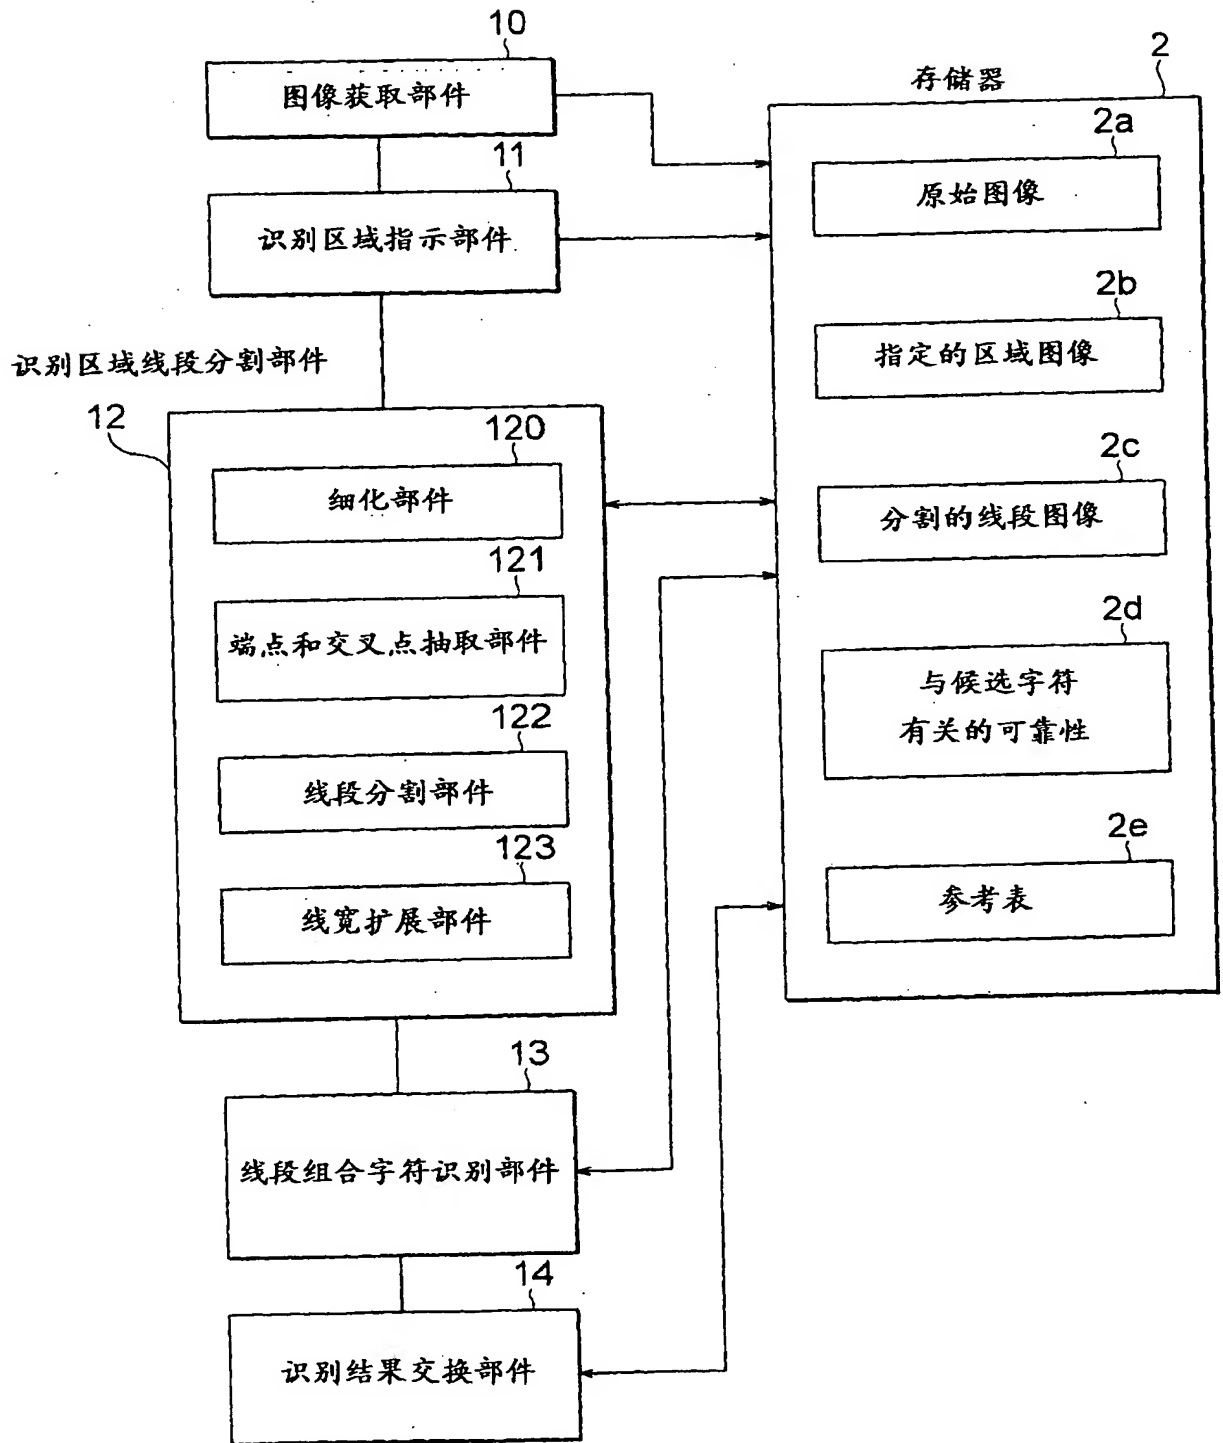 10
图像获取部件
11
识别区域指示部件
识别区域线段分割部件
12
120
细化部件
121
端点和交叉点抽取部件
122
线段分割部件
123
线宽扩展部件
13
线段组合字符识别部件
14
识别结果交换部件
2
存储器
2a
原始图像
2b
指定的区域图像
2c
分割的线段图像
2d
与候选字符
有关的可靠性
2e
参考表